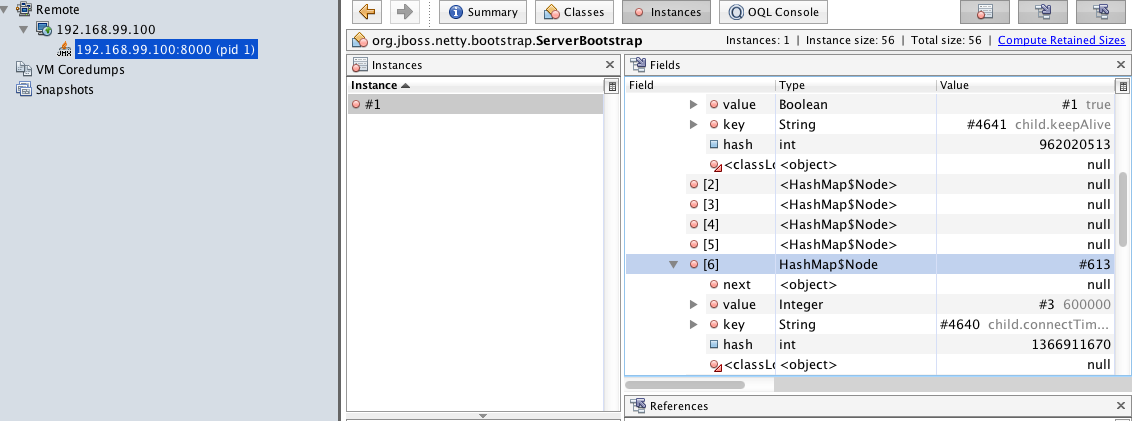 Remote
192.168.99.100
JMX 192.168.99.100:8000 (pid 1)
VM Coredumps
Snapshots
Summary Classes Instances OQL Console
org.jboss.netty.bootstrap.ServerBootstrap Instances: 1 | Instance size: 56 | Total size: 56 | Compute Retained Sizes
Instances
Instance
#1
Fields
Field Type Value
value Boolean #1 true
key String #4641 child.keepAlive
hash int 962020513
<classLo <object> null
[2] <HashMap$Node> null
[3] <HashMap$Node> null
[4] <HashMap$Node> null
[5] <HashMap$Node> null
[6] HashMap$Node #613
next <object> null
value Integer #3 600000
key String #4640 child.connectTim...
hash int 1366911670
<classLo <object> null
References